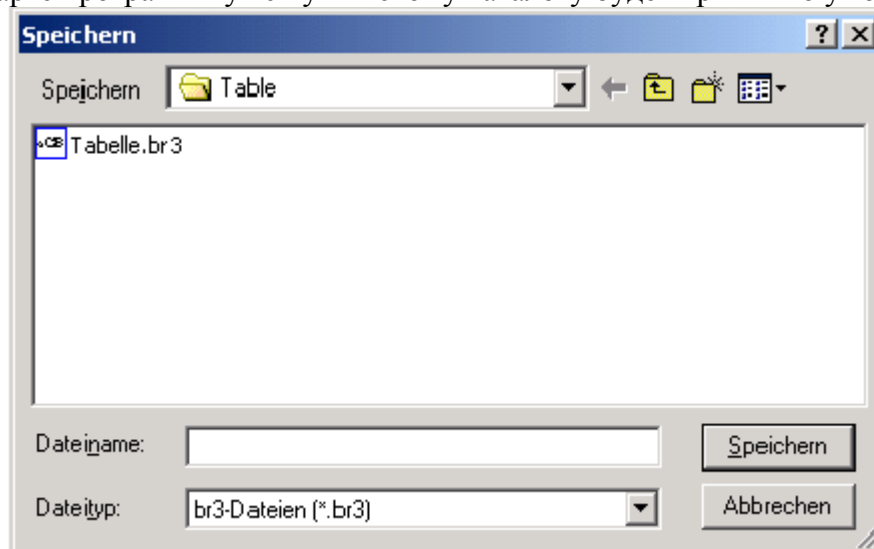 Speichern
Speichern Table
Tabelle.br3
Dateiname: Speichern
Dateityp: br3-Dateien (*.br3) Abbrechen